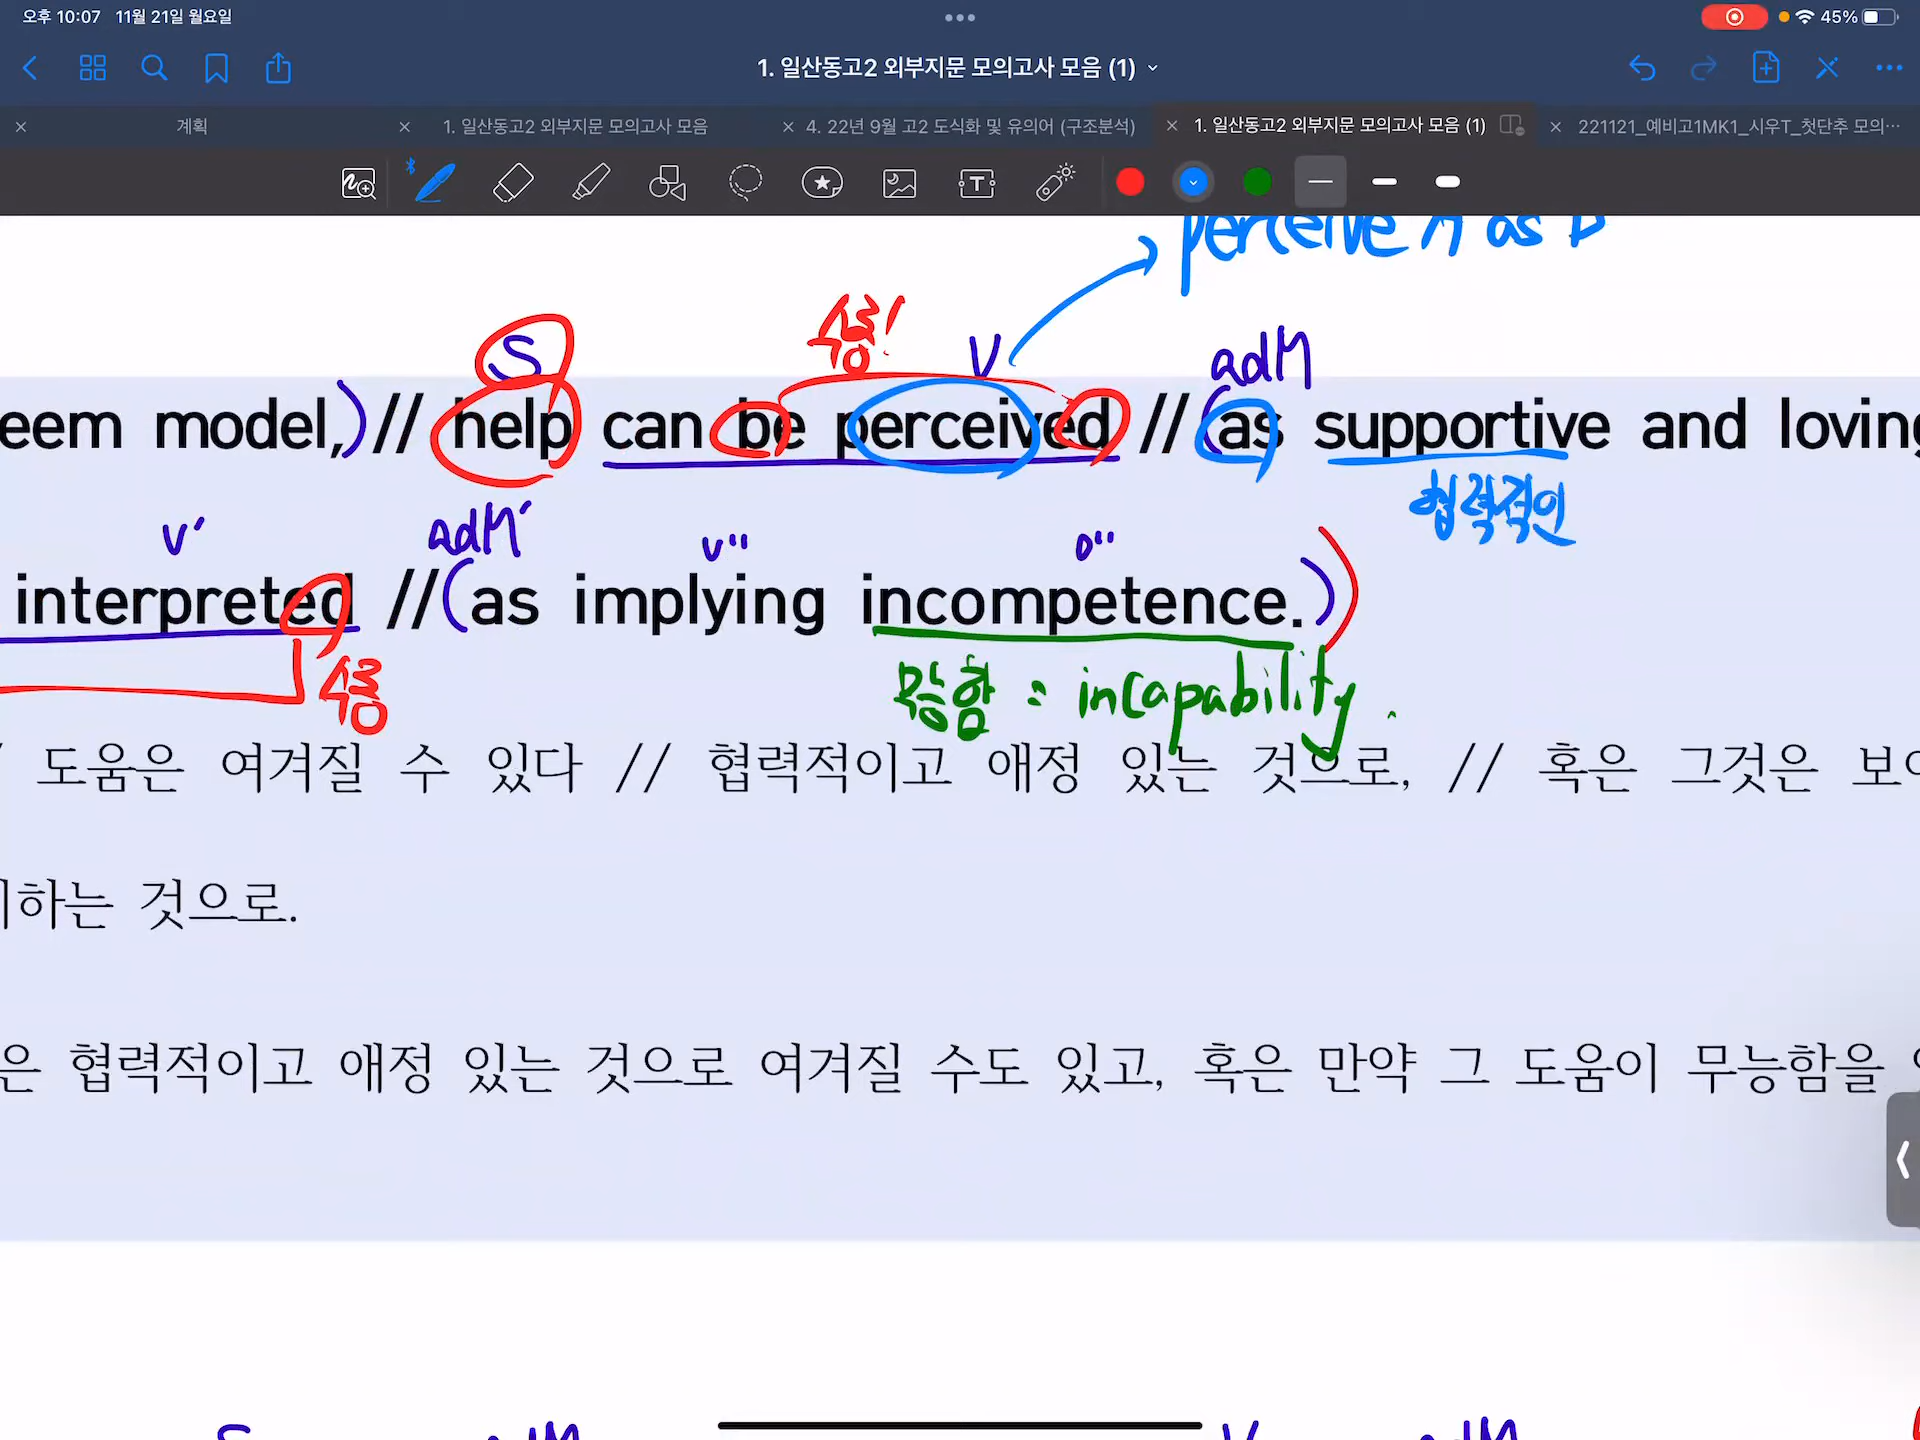 오후 10:07 11월 21일 월요일
45%
1. 일산동고2 외부지문 모의고사 모음 (1)
계획
1. 일산동고2 외부지문 모의고사 모음
4. 22년 9월 고2 도식화 및 유의어 (구조분석)
1. 일산동고2 외부지문 모의고사 모음 (1)
221121_예비고1MK1_시우T_첫단추 모의…
perceive A as B
수동!
S V adM
eem model,) // help can be perceived // (as supportive and loving
협력적인
V' adM' V'' O''
interpreted // (as implying incompetence.)
수동 무능함 = incapability.
도움은 여겨질 수 있다 // 협력적이고 애정 있는 것으로, // 혹은 그것은 보여
하는 것으로.
은 협력적이고 애정 있는 것으로 여겨질 수도 있고, 혹은 만약 그 도움이 무능함을
S adM V adM